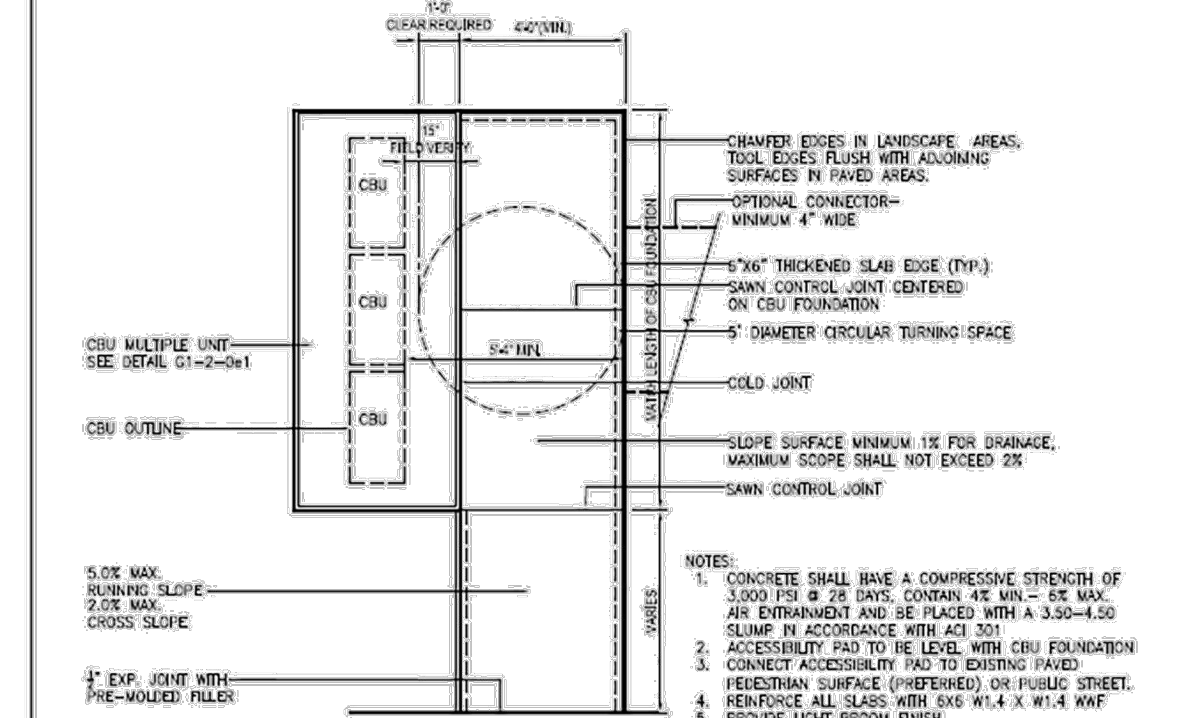 1'-0"
CLEAR REQUIRED
4'-0"(MIN.)
15"
FIELD VERIFY
CBU
CBU
CBU
5'-4" MIN.
MATCH LENGTH OF CBU FOUNDATION
VARIES
CBU MULTIPLE UNIT
SEE DETAIL G1-2-0e1
CBU OUTLINE
5.0% MAX.
RUNNING SLOPE
2.0% MAX.
CROSS SLOPE
EXP. JOINT WITH
PRE-MOLDED FILLER
CHAMFER EDGES IN LANDSCAPE AREAS,
TOOL EDGES FLUSH WITH ADJOINING
SURFACES IN PAVED AREAS.
OPTIONAL CONNECTOR-
MINIMUM 4" WIDE
6"X6" THICKENED SLAB EDGE (TYP.)
SAWN CONTROL JOINT CENTERED
ON CBU FOUNDATION
5' DIAMETER CIRCULAR TURNING SPACE
COLD JOINT
SLOPE SURFACE MINIMUM 1% FOR DRAINAGE,
MAXIMUM SCOPE SHALL NOT EXCEED 2%
SAWN CONTROL JOINT
NOTES:
1. CONCRETE SHALL HAVE A COMPRESSIVE STRENGTH OF
3,000 PSI @ 28 DAYS, CONTAIN 4% MIN.- 6% MAX.
AIR ENTRAINMENT AND BE PLACED WITH A 3.50-4.50
SLUMP IN ACCORDANCE WITH ACI 301
2. ACCESSIBILITY PAD TO BE LEVEL WITH CBU FOUNDATION
3. CONNECT ACCESSIBILITY PAD TO EXISTING PAVED
PEDESTRIAN SURFACE (PREFERRED) OR PUBLIC STREET.
4. REINFORCE ALL SLABS WITH 6X6 W1.4 X W1.4 WWF
5. PROVIDE LIGHT BROOM FINISH